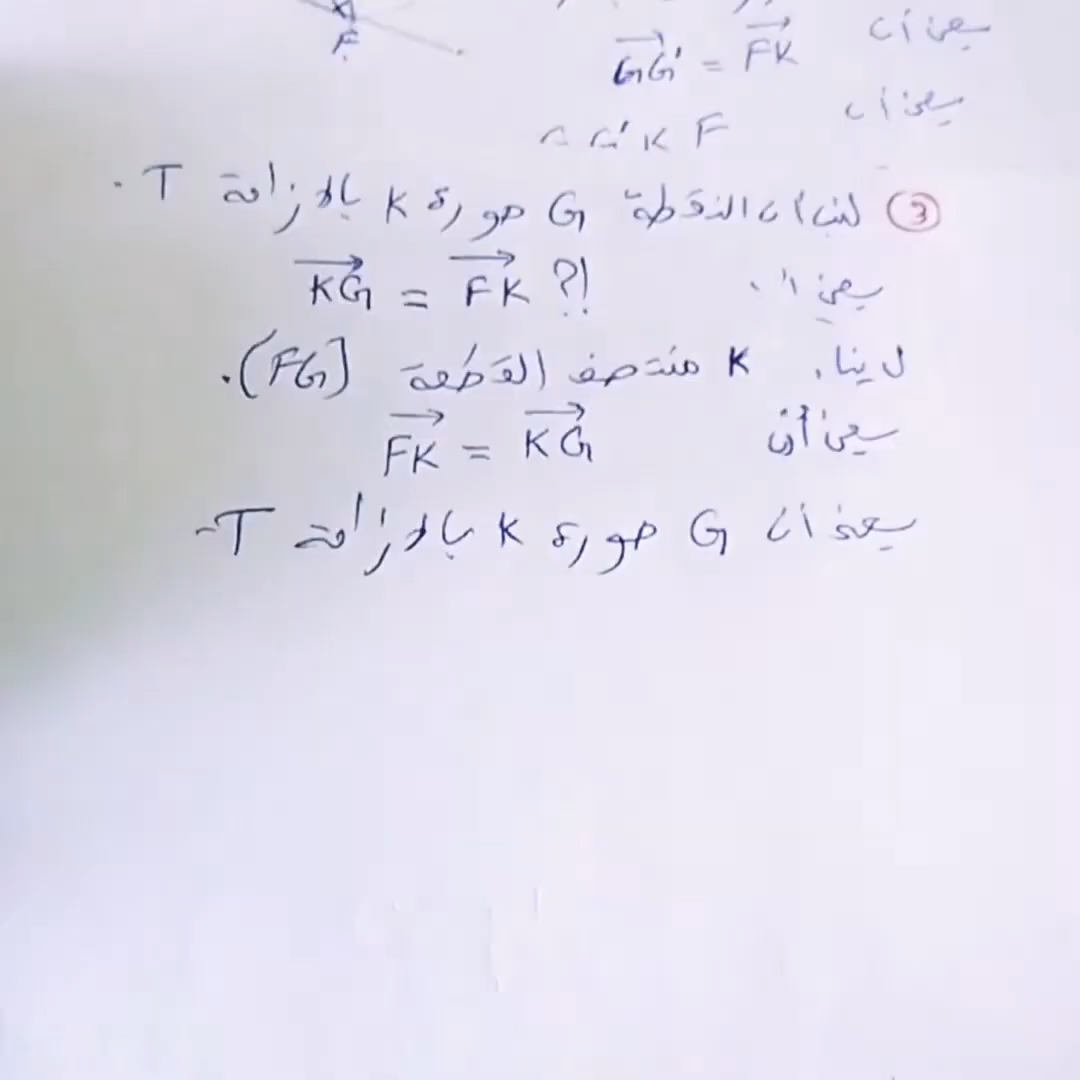 F
يعني أن GG' = FK
يعني أن
F K
③ لنبين أن النقطة G صورة K بالإزاحة T.
يعني أن KG = FK ?!
لدينا. K منتصف القطعة [FG].
يعني أن FK = KG
يعني أن G صورة K بالإزاحة T-